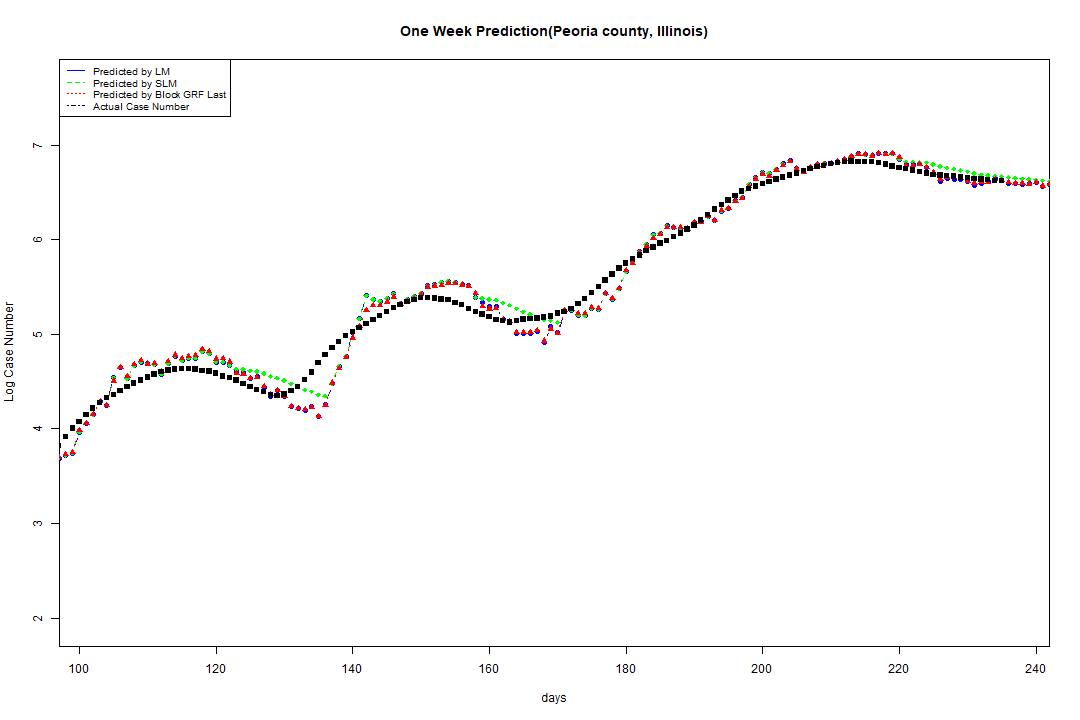 One Week Prediction(Peoria county, Illinois)
Predicted by LM
Predicted by SLM
Predicted by Block GRF Last
Actual Case Number
Log Case Number
7
6
5
4
3
2
100 120 140 160 180 200 220 240
days